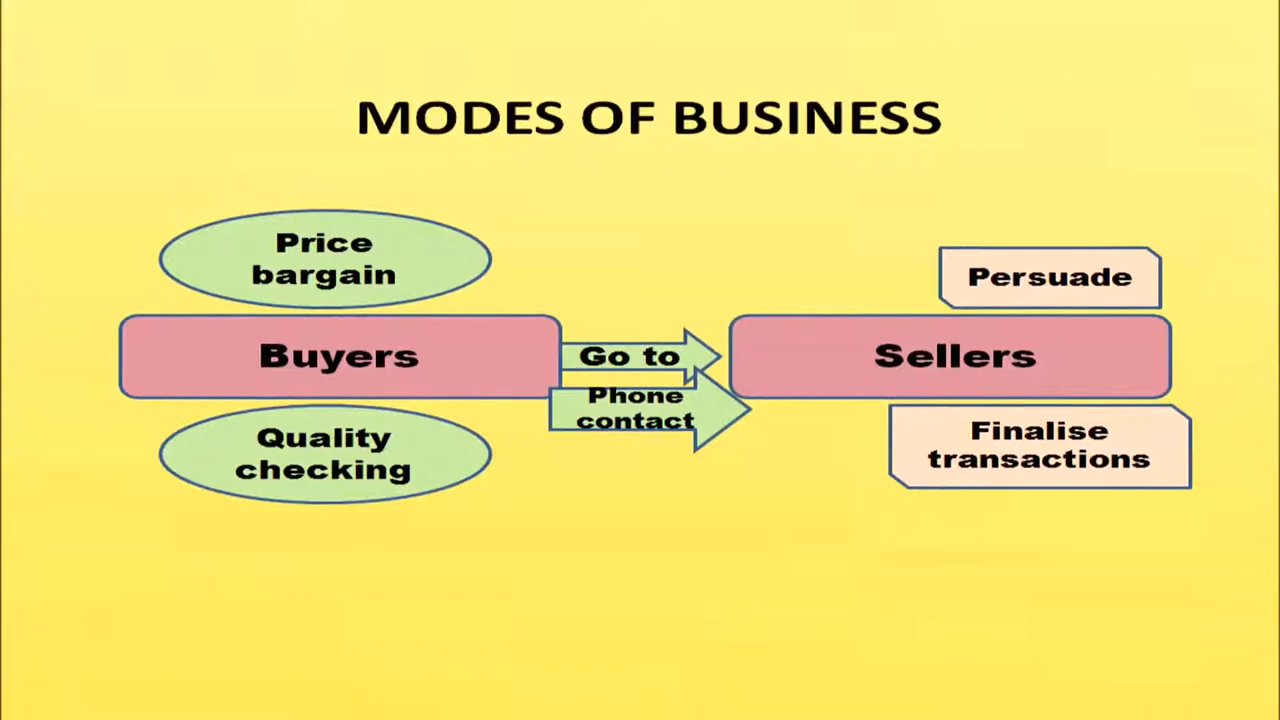 MODES OF BUSINESS
Price
bargain
Persuade
Buyers
Go to
Sellers
Phone
contact
Quality
checking
Finalise
transactions